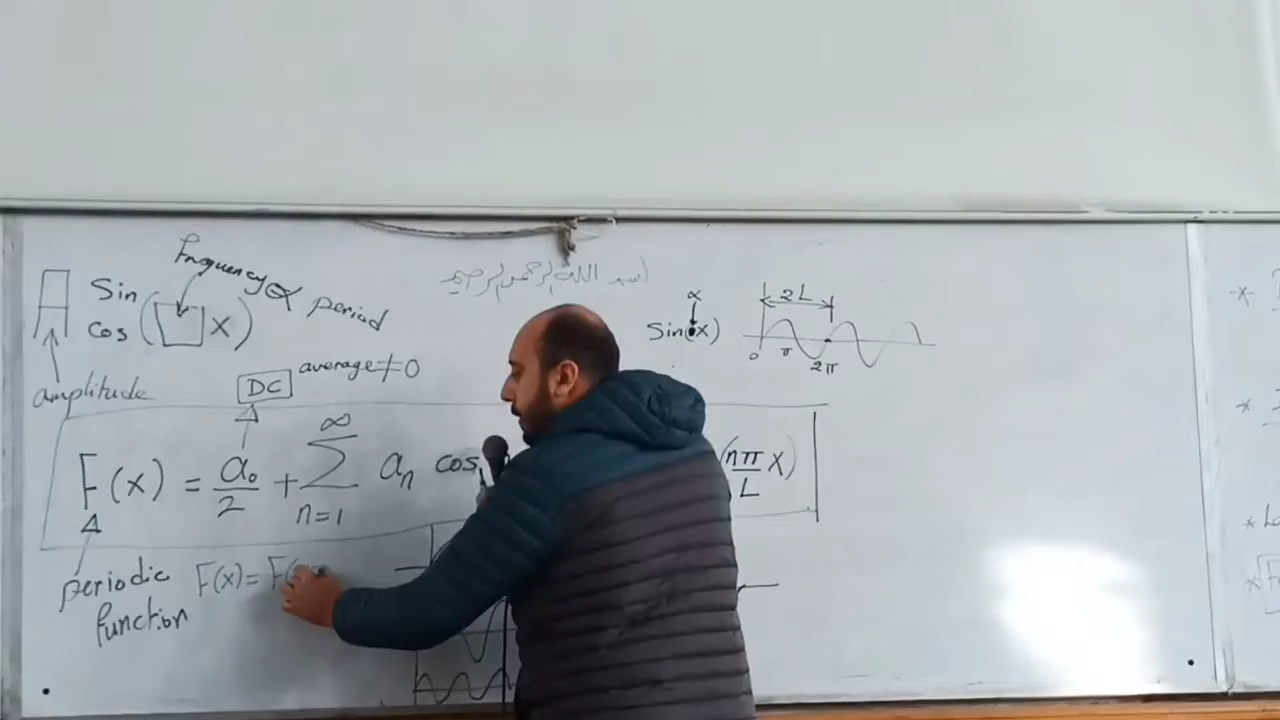 Frequency α period
Sin
cos ( x)
amplitude
بسم الله الرحمن الرحيم
α
Sin( x)
2L
0 π 2π
DC average ≠ 0
F(x) = a₀/2 + ∞ Σ n=1 aₙ cos (nπ/L x)
periodic
function F(x) = F(